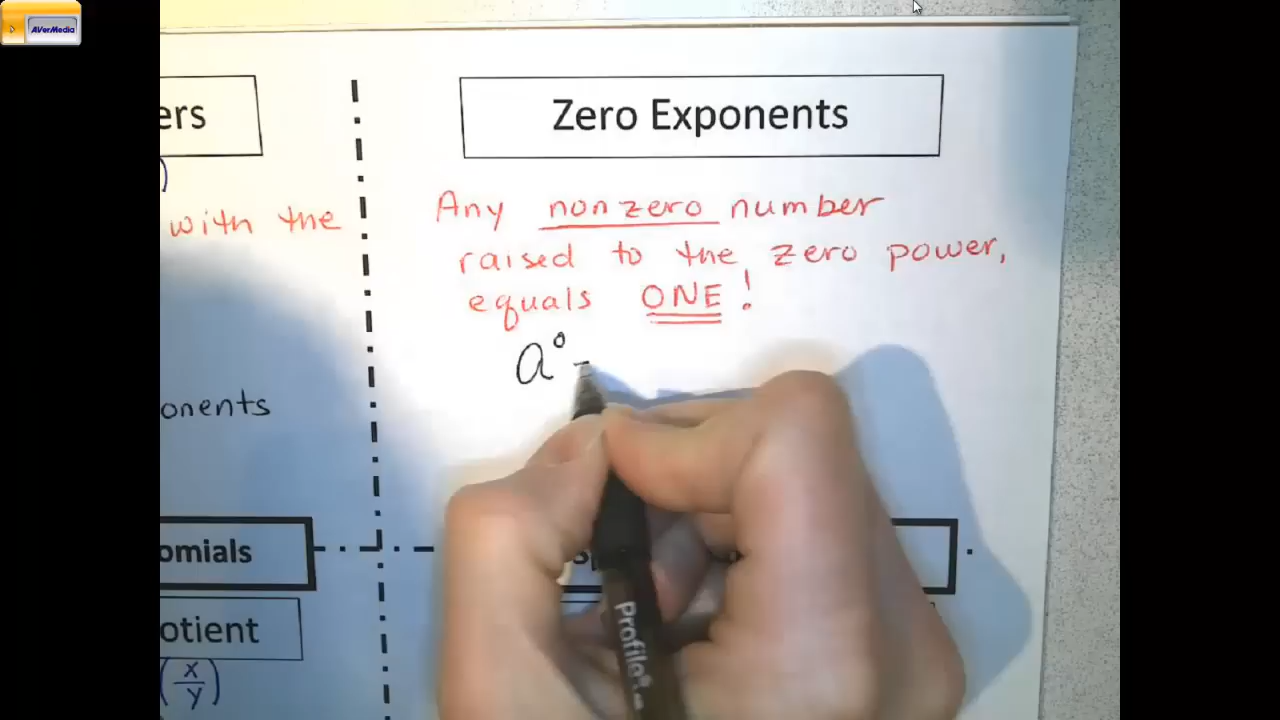 AVerMedia
ers
Zero Exponents
)
with the
Any nonzero number
raised to the zero power,
equals ONE!
a⁰ =
onents
omials
otient
(x/y)
Profile